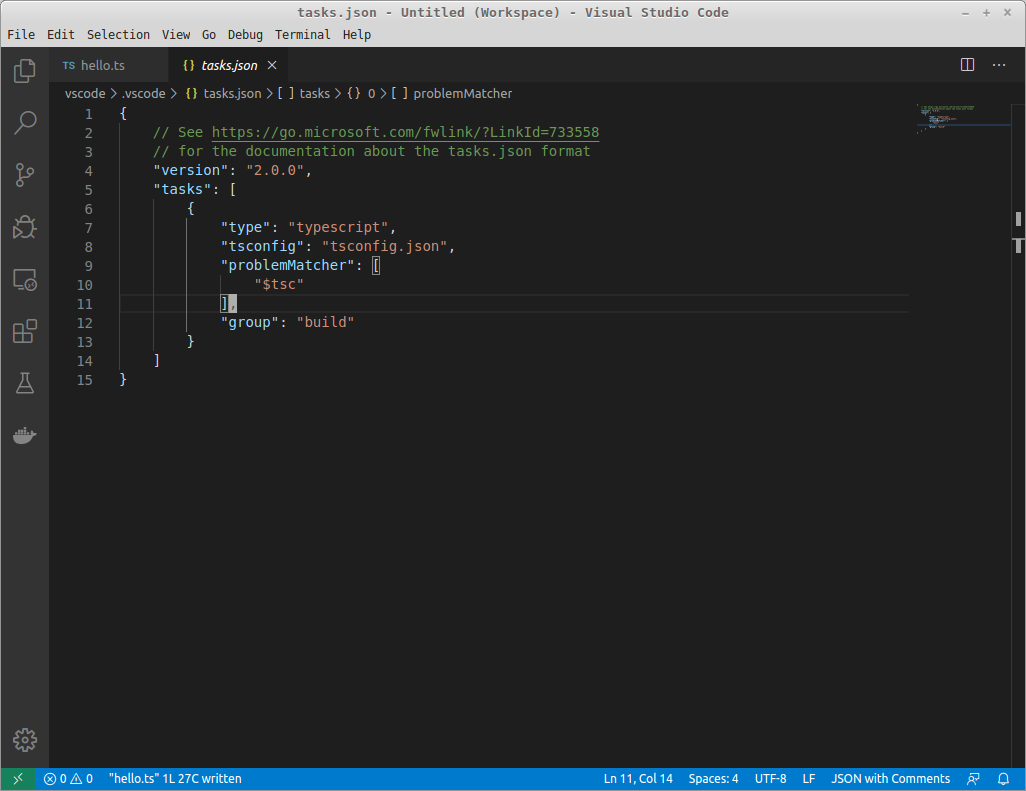 tasks.json - Untitled (Workspace) - Visual Studio Code
File Edit Selection View Go Debug Terminal Help
TS hello.ts {} tasks.json
vscode > .vscode > {} tasks.json > [ ] tasks > {} 0 > [ ] problemMatcher
1 {
2 // See https://go.microsoft.com/fwlink/?LinkId=733558
3 // for the documentation about the tasks.json format
4 "version": "2.0.0",
5 "tasks": [
6 {
7 "type": "typescript",
8 "tsconfig": "tsconfig.json",
9 "problemMatcher": [
10 "$tsc"
11 ],
12 "group": "build"
13 }
14 ]
15 }
0 0 "hello.ts" 1L 27C written Ln 11, Col 14 Spaces: 4 UTF-8 LF JSON with Comments